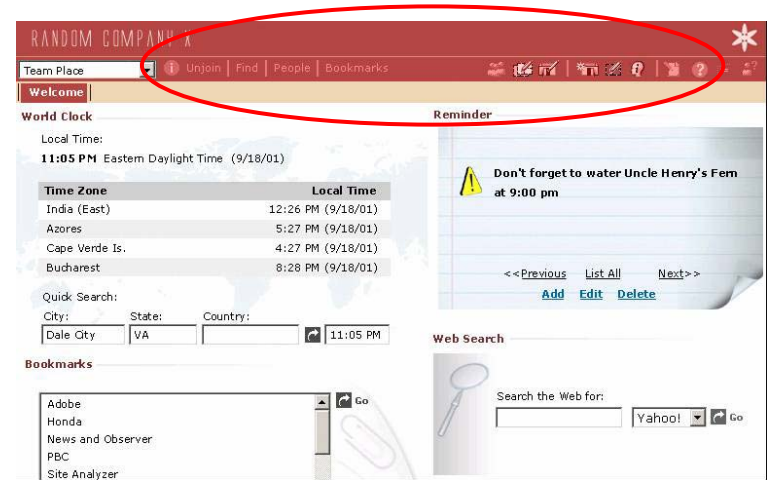 RANDOM COMPANY X
Team Place
Unjoin | Find | People | Bookmarks
Welcome
World Clock
Local Time:
11:05 PM Eastern Daylight Time (9/18/01)
Time Zone Local Time
India (East) 12:26 PM (9/18/01)
Azores 5:27 PM (9/18/01)
Cape Verde Is. 4:27 PM (9/18/01)
Bucharest 8:28 PM (9/18/01)
Quick Search:
City: State: Country:
Dale City VA 11:05 PM
Bookmarks
Adobe
Go
Honda
News and Observer
PBC
Site Analyzer
Reminder
Don't forget to water Uncle Henry's Fern
at 9:00 pm
<<Previous List All Next>>
Add Edit Delete
Web Search
Search the Web for:
Yahoo! Go